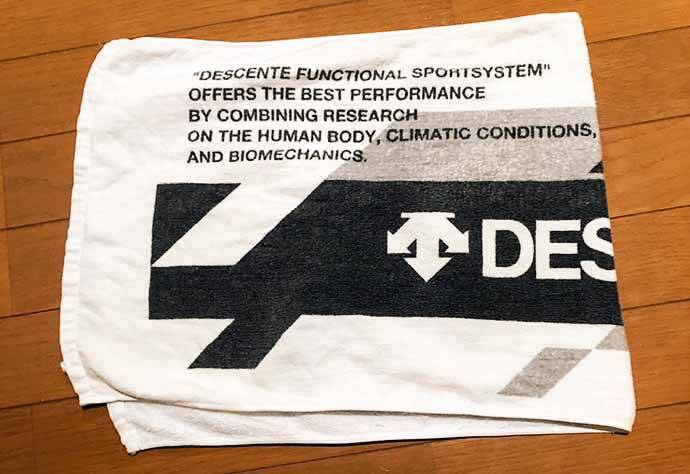 "DESCENTE FUNCTIONAL SPORTSYSTEM"
OFFERS THE BEST PERFORMANCE
BY COMBINING RESEARCH
ON THE HUMAN BODY, CLIMATIC CONDITIONS,
AND BIOMECHANICS.
DES